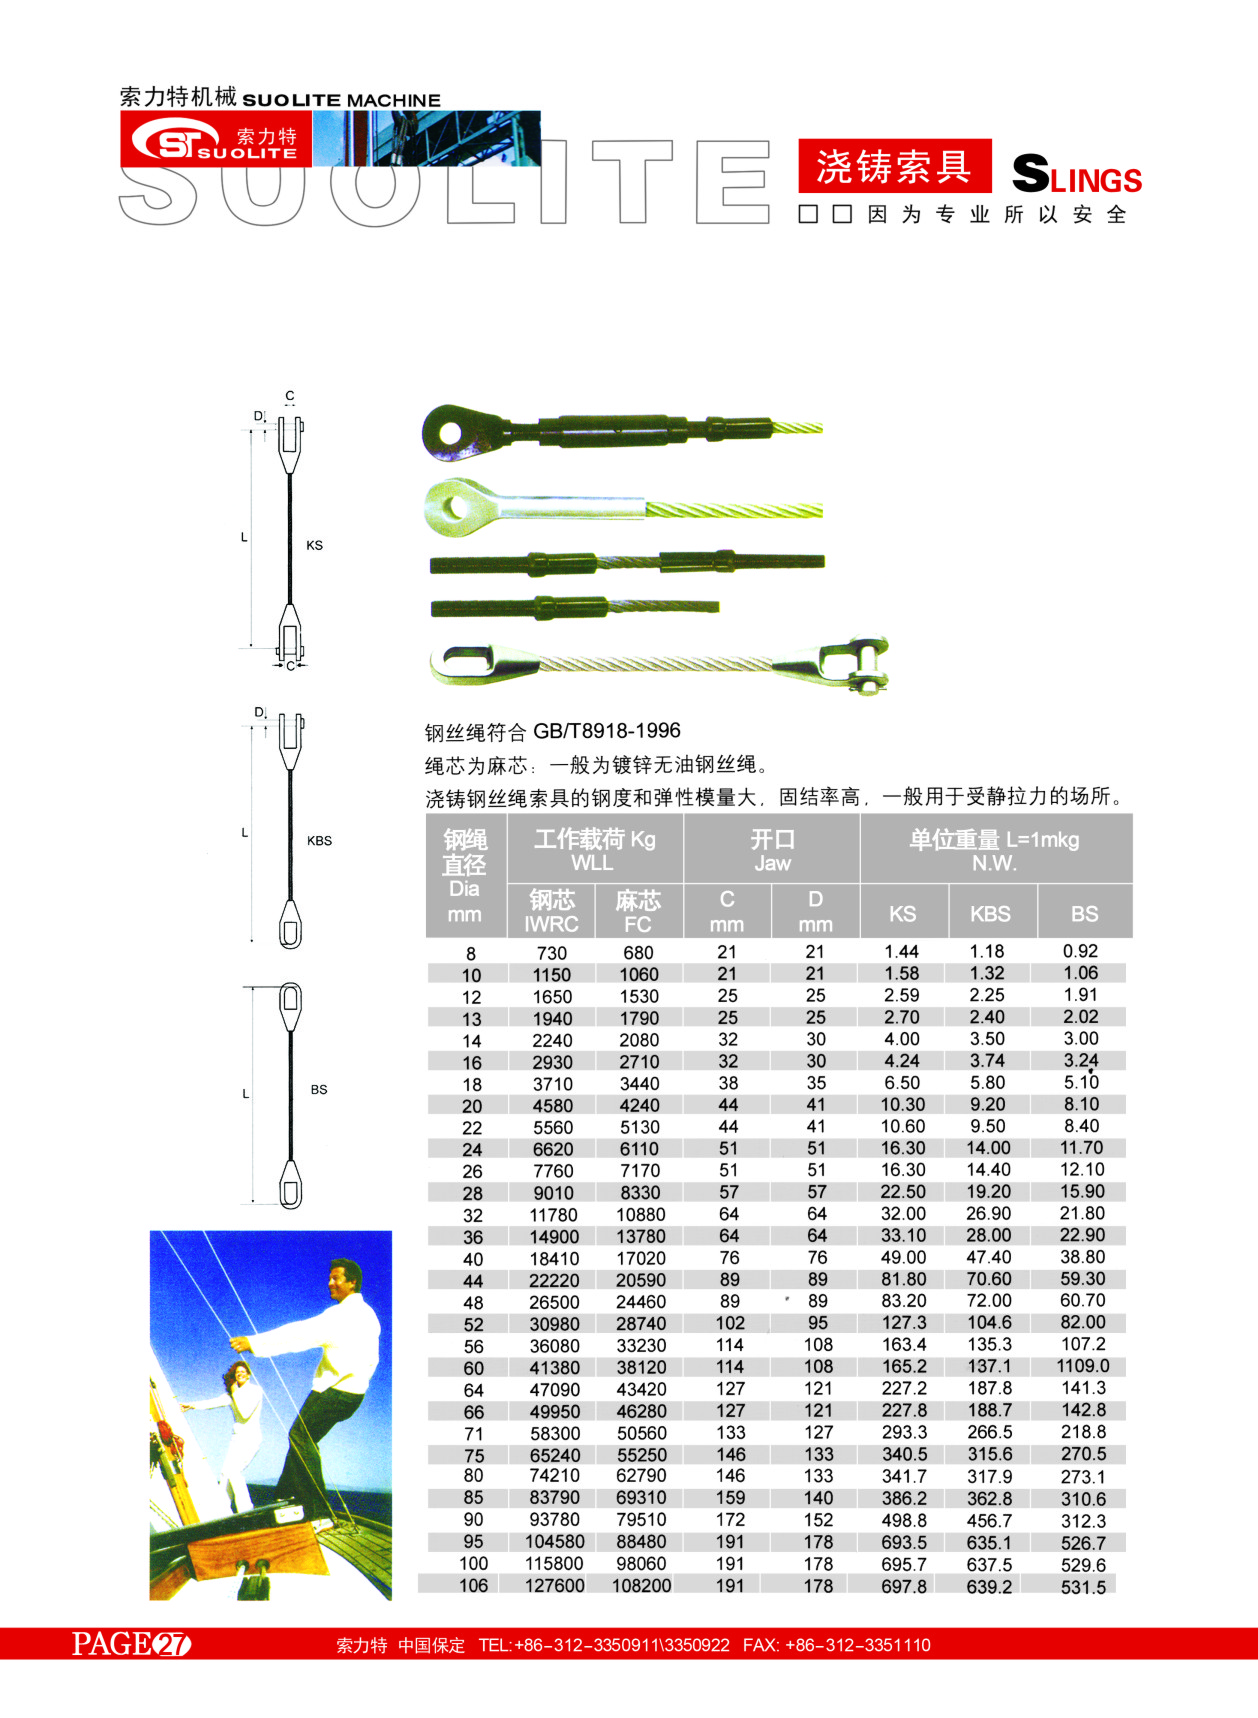 索力特机械 SUOLITE MACHINE
ST 索力特
SUOLITE
SUOLITE
浇铸索具 SLINGS
□□因为专业所以安全
C
D
L
KS
C
D
L
KBS
L
BS
钢丝绳符合 GB/T8918-1996
绳芯为麻芯：一般为镀锌无油钢丝绳。
浇铸钢丝绳索具的钢度和弹性模量大，固结率高，一般用于受静拉力的场所。
钢绳直径 Dia mm 工作载荷 Kg WLL 开口 Jaw 单位重量 L=1mkg N.W.
钢芯 IWRC 麻芯 FC C mm D mm KS KBS BS
8 730 680 21 21 1.44 1.18 0.92
10 1150 1060 21 21 1.58 1.32 1.06
12 1650 1530 25 25 2.59 2.25 1.91
13 1940 1790 25 25 2.70 2.40 2.02
14 2240 2080 32 30 4.00 3.50 3.00
16 2930 2710 32 30 4.24 3.74 3.24
18 3710 3440 38 35 6.50 5.80 5.10
20 4580 4240 44 41 10.30 9.20 8.10
22 5560 5130 44 41 10.60 9.50 8.40
24 6620 6110 51 51 16.30 14.00 11.70
26 7760 7170 51 51 16.30 14.40 12.10
28 9010 8330 57 57 22.50 19.20 15.90
32 11780 10880 64 64 32.00 26.90 21.80
36 14900 13780 64 64 33.10 28.00 22.90
40 18410 17020 76 76 49.00 47.40 38.80
44 22220 20590 89 89 81.80 70.60 59.30
48 26500 24460 89 89 83.20 72.00 60.70
52 30980 28740 102 95 127.3 104.6 82.00
56 36080 33230 114 108 163.4 135.3 107.2
60 41380 38120 114 108 165.2 137.1 1109.0
64 47090 43420 127 121 227.2 187.8 141.3
66 49950 46280 127 121 227.8 188.7 142.8
71 58300 50560 133 127 293.3 266.5 218.8
75 65240 55250 146 133 340.5 315.6 270.5
80 74210 62790 146 133 341.7 317.9 273.1
85 83790 69310 159 140 386.2 362.8 310.6
90 93780 79510 172 152 498.8 456.7 312.3
95 104580 88480 191 178 693.5 635.1 526.7
100 115800 98060 191 178 695.7 637.5 529.6
106 127600 108200 191 178 697.8 639.2 531.5
PAGE 27 索力特 中国保定 TEL:+86-312-3350911\3350922 FAX: +86-312-3351110